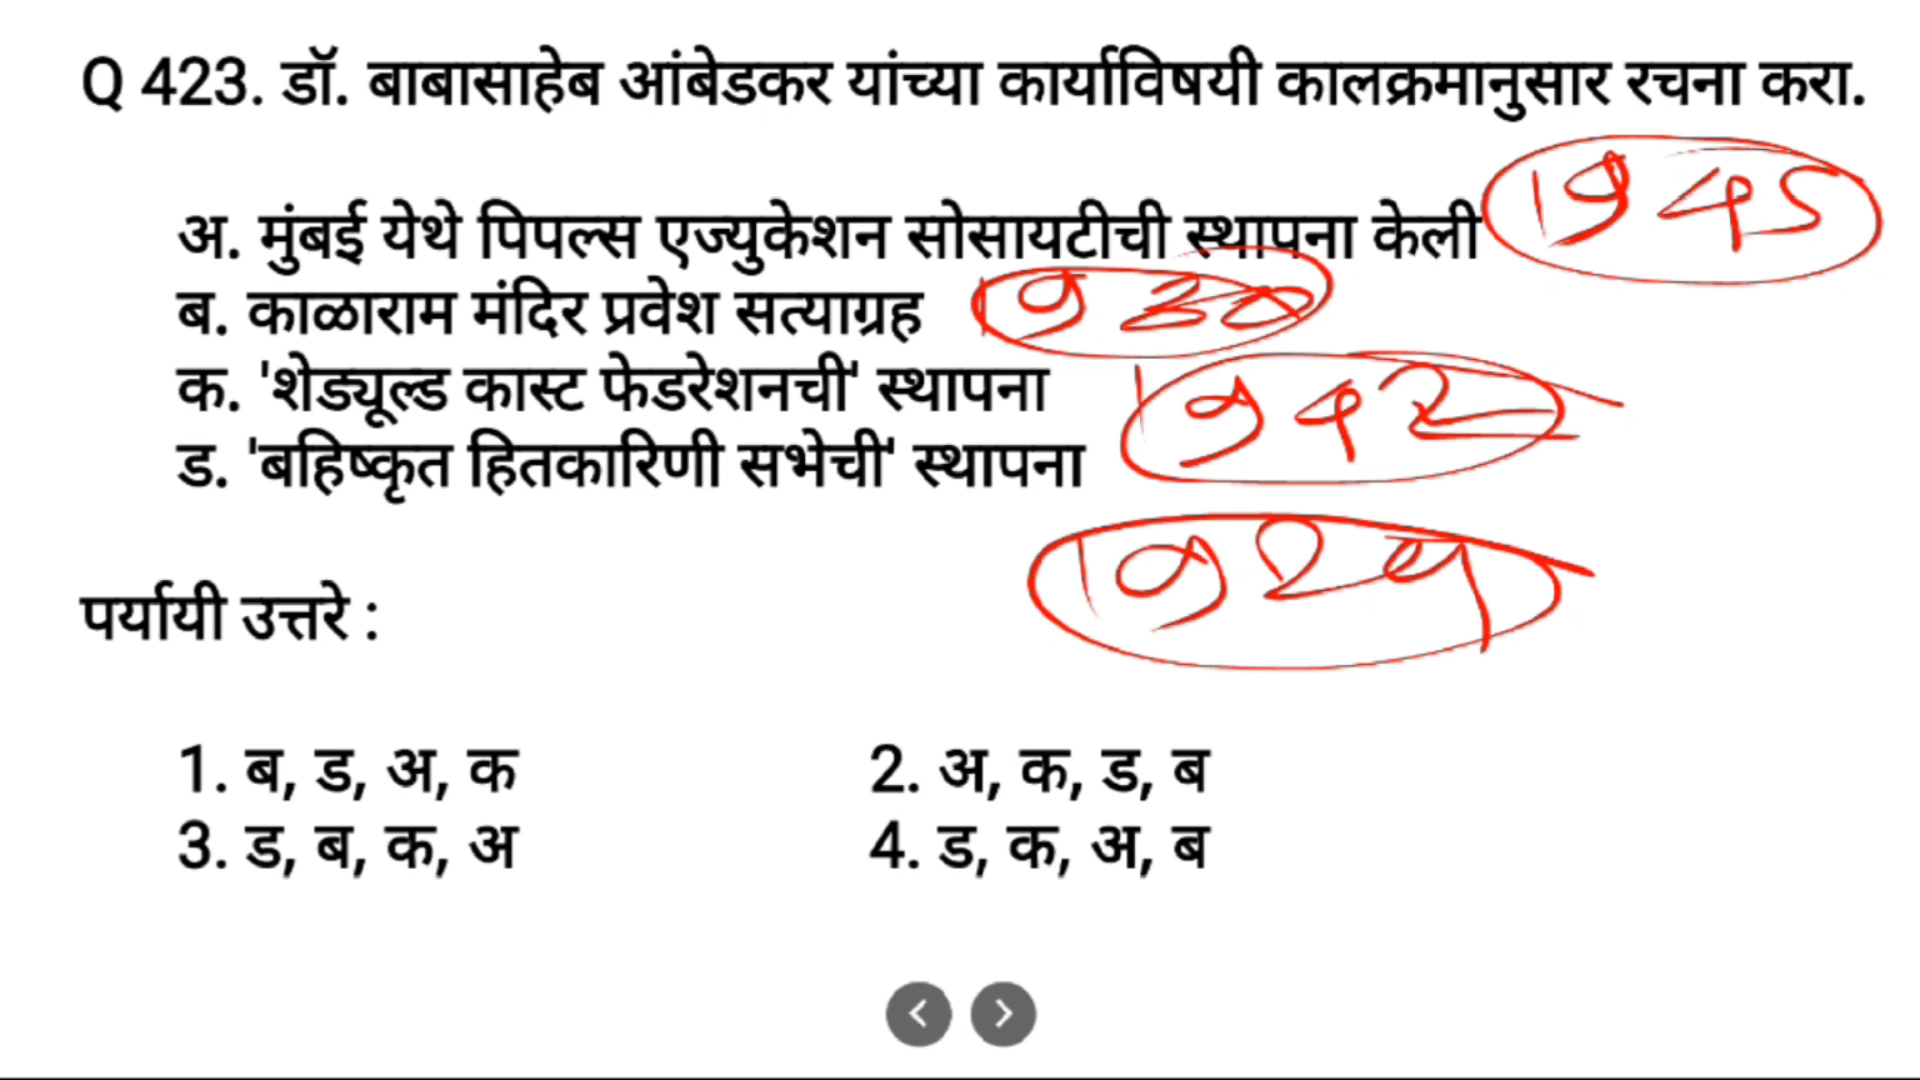 Q 423. डॉ. बाबासाहेब आंबेडकर यांच्या कार्याविषयी कालक्रमानुसार रचना करा.
अ. मुंबई येथे पिपल्स एज्युकेशन सोसायटीची स्थापना केली 1945
ब. काळाराम मंदिर प्रवेश सत्याग्रह 1930
क. 'शेड्यूल्ड कास्ट फेडरेशनची' स्थापना 1942
ड. 'बहिष्कृत हितकारिणी सभेची' स्थापना
1924
पर्यायी उत्तरे :
1. ब, ड, अ, क 2. अ, क, ड, ब
3. ड, ब, क, अ 4. ड, क, अ, ब